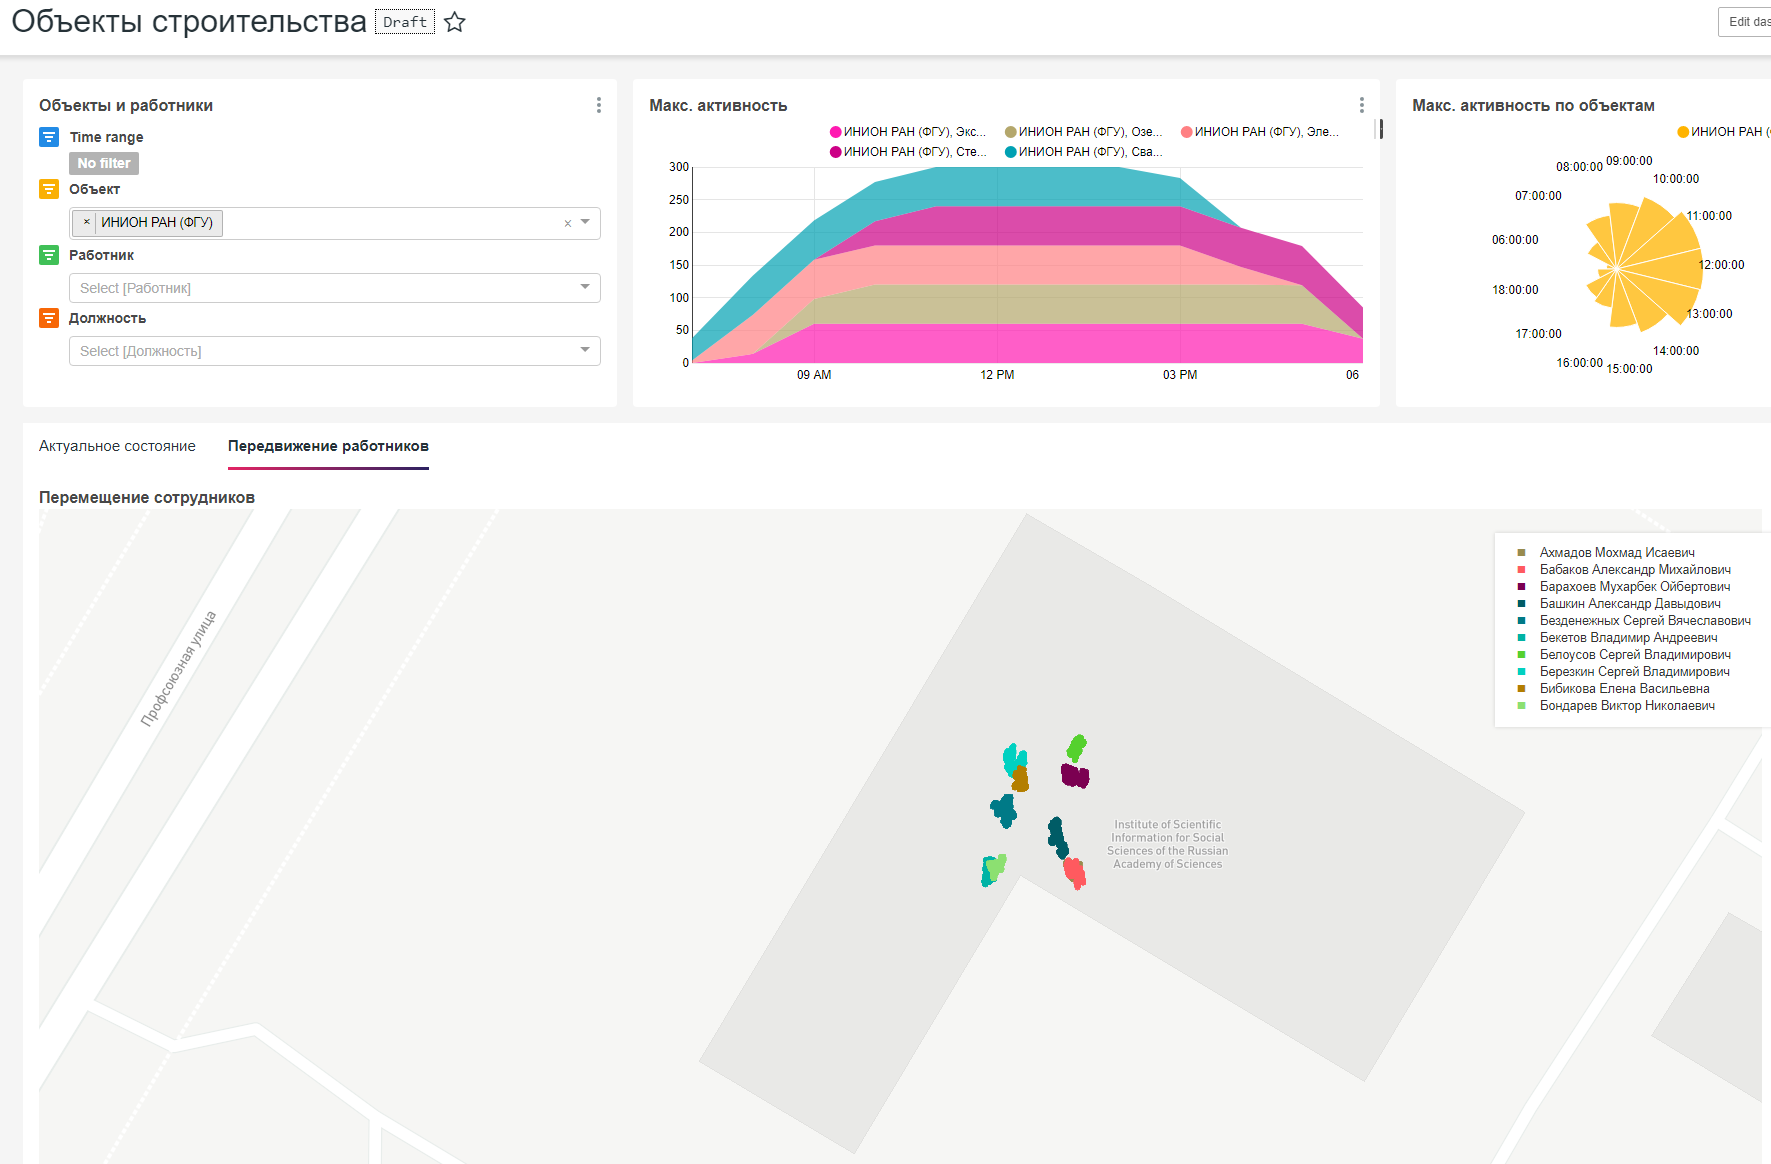 Объекты строительства Draft
Edit das
Объекты и работники
Time range
No filter
Объект
× ИНИОН РАН (ФГУ) ×
Работник
Select [Работник]
Должность
Select [Должность]
Макс. активность
ИНИОН РАН (ФГУ), Экс... ИНИОН РАН (ФГУ), Озе... ИНИОН РАН (ФГУ), Эле...
ИНИОН РАН (ФГУ), Сте... ИНИОН РАН (ФГУ), Сва...
300
250
200
150
100
50
0
09 AM 12 PM 03 PM 06
Макс. активность по объектам
ИНИОН РАН (
08:00:00 09:00:00
10:00:00
07:00:00
11:00:00
06:00:00
12:00:00
18:00:00
13:00:00
17:00:00
14:00:00
16:00:00 15:00:00
Актуальное состояние Передвижение работников
Перемещение сотрудников
Профсоюзная улица
Ахмадов Мохмад Исаевич
Бабаков Александр Михайлович
Барахоев Мухарбек Ойбертович
Башкин Александр Давыдович
Безденежных Сергей Вячеславович
Бекетов Владимир Андреевич
Белоусов Сергей Владимирович
Березкин Сергей Владимирович
Бибикова Елена Васильевна
Бондарев Виктор Николаевич
Institute of Scientific
Information for Social
Sciences of the Russian
Academy of Sciences